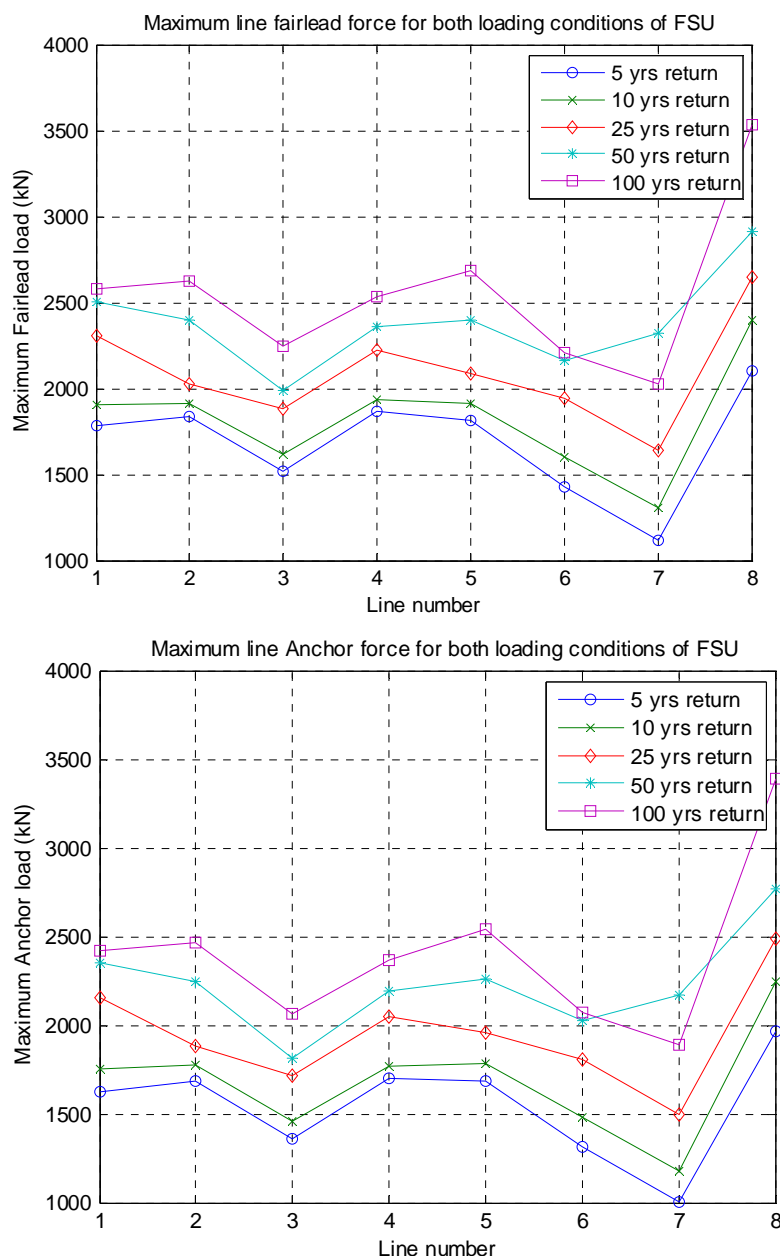 Maximum line fairlead force for both loading conditions of FSU
4000
3500
3000
2500
2000
1500
1000
Maximum Fairlead load (kN)
5 yrs return
10 yrs return
25 yrs return
50 yrs return
100 yrs return
1 2 3 4 5 6 7 8
Line number
Maximum line Anchor force for both loading conditions of FSU
4000
3500
3000
2500
2000
1500
1000
Maximum Anchor load (kN)
5 yrs return
10 yrs return
25 yrs return
50 yrs return
100 yrs return
1 2 3 4 5 6 7 8
Line number